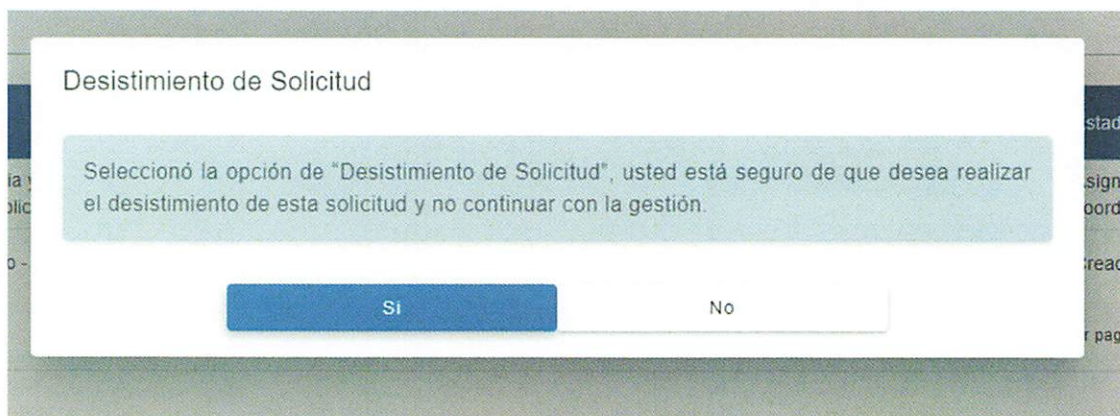 Desistimiento de Solicitud
Seleccionó la opción de "Desistimiento de Solicitud", usted está seguro de que desea realizar
el desistimiento de esta solicitud y no continuar con la gestión.
Si
No